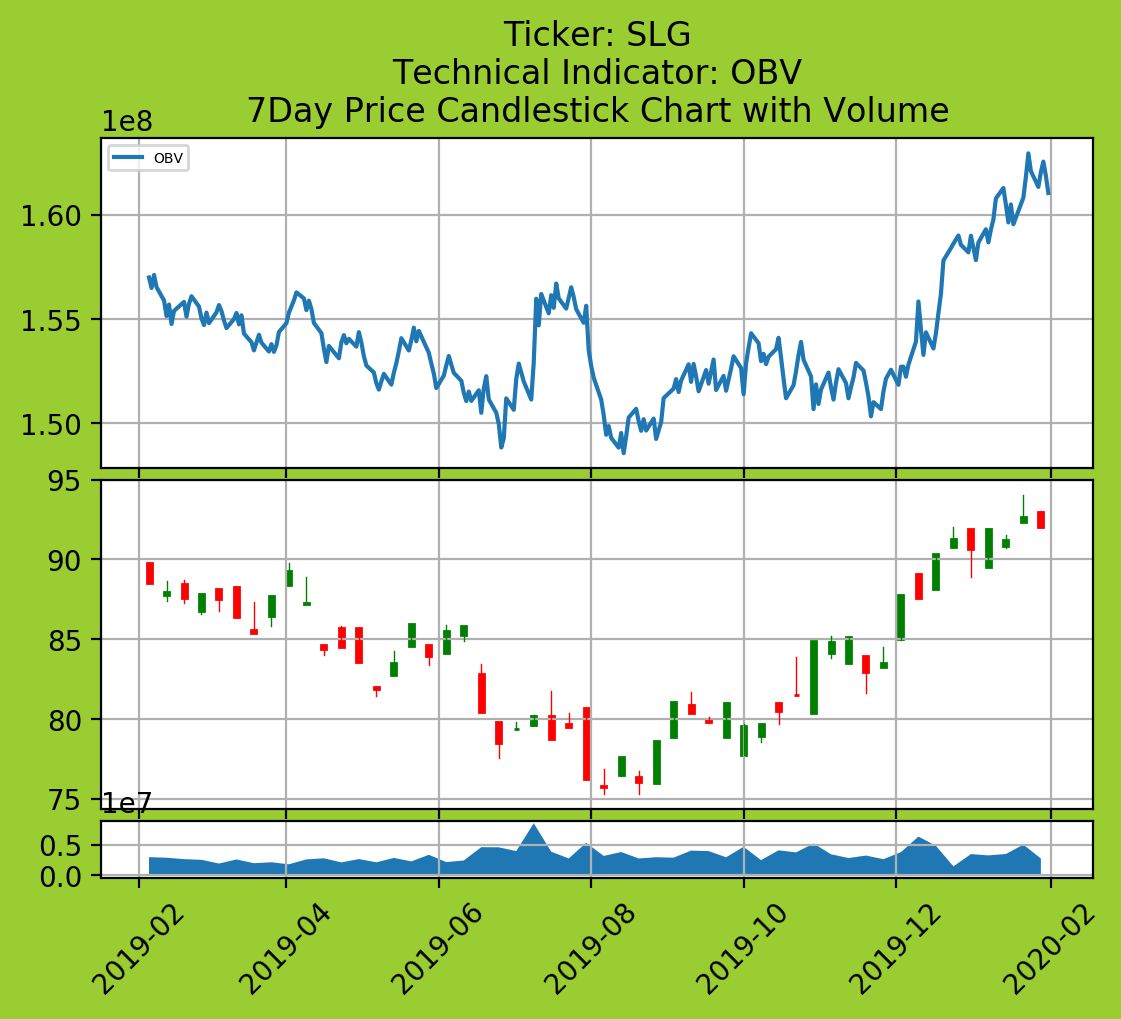 Ticker: SLG
Technical Indicator: OBV
7Day Price Candlestick Chart with Volume
1e8
OBV
1.60
1.55
1.50
95
90
85
80
75
1e7
0.5
0.0
2019-02
2019-04
2019-06
2019-08
2019-10
2019-12
2020-02